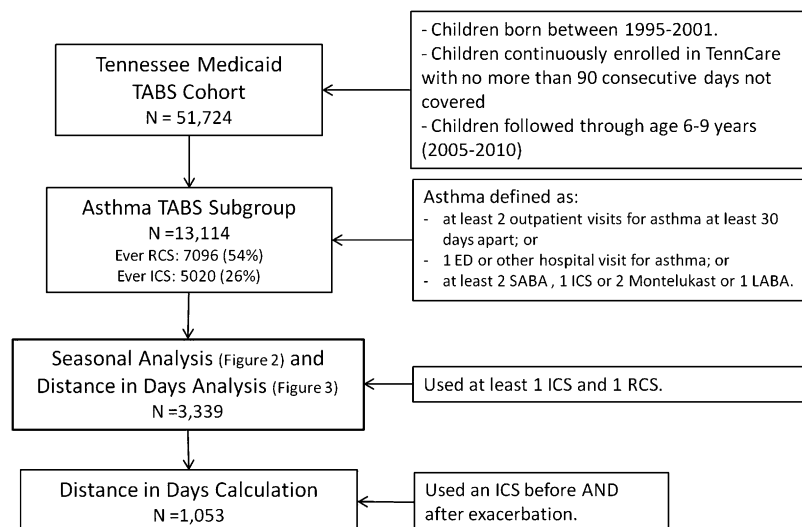 Tennessee Medicaid
TABS Cohort
N = 51,724
- Children born between 1995-2001.
- Children continuously enrolled in TennCare
with no more than 90 consecutive days not
covered
- Children followed through age 6-9 years
(2005-2010)
Asthma TABS Subgroup
N =13,114
Ever RCS: 7096 (54%)
Ever ICS: 5020 (26%)
Asthma defined as:
- at least 2 outpatient visits for asthma at least 30
days apart; or
- 1 ED or other hospital visit for asthma; or
- at least 2 SABA , 1 ICS or 2 Montelukast or 1 LABA.
Seasonal Analysis (Figure 2) and
Distance in Days Analysis (Figure 3)
N =3,339
Used at least 1 ICS and 1 RCS.
Distance in Days Calculation
N =1,053
Used an ICS before AND
after exacerbation.